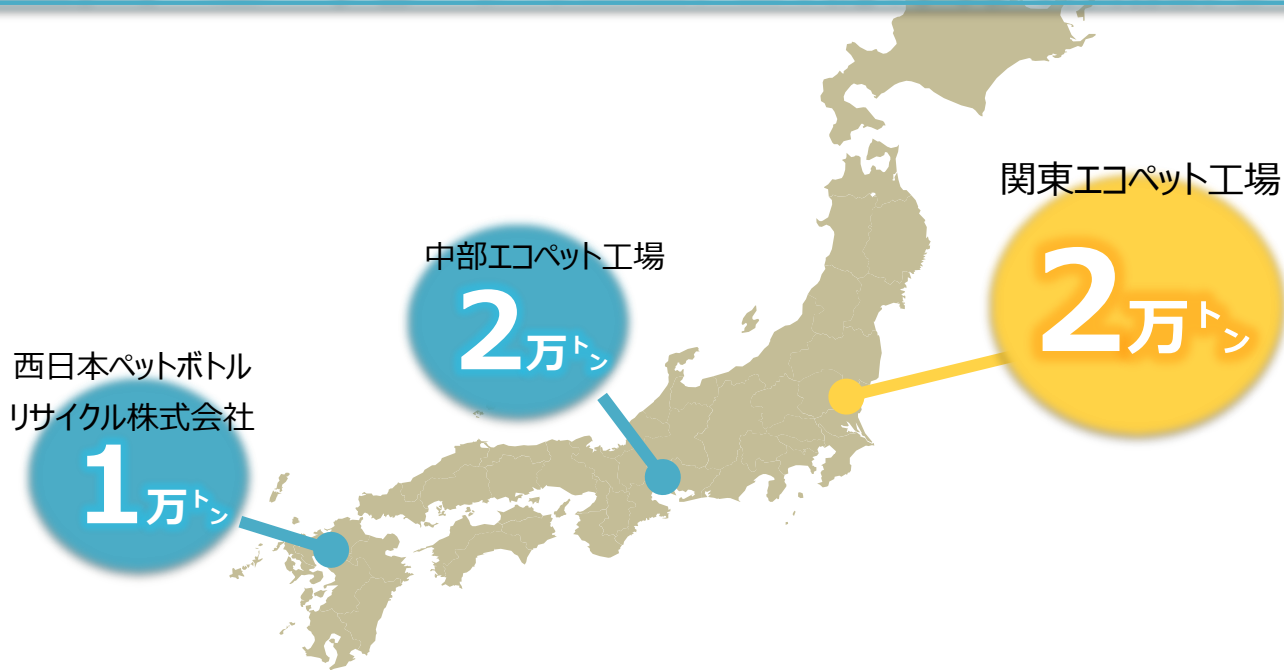 関東エコペット工場
2万トン
中部エコペット工場
2万トン
西日本ペットボトル
リサイクル株式会社
1万トン